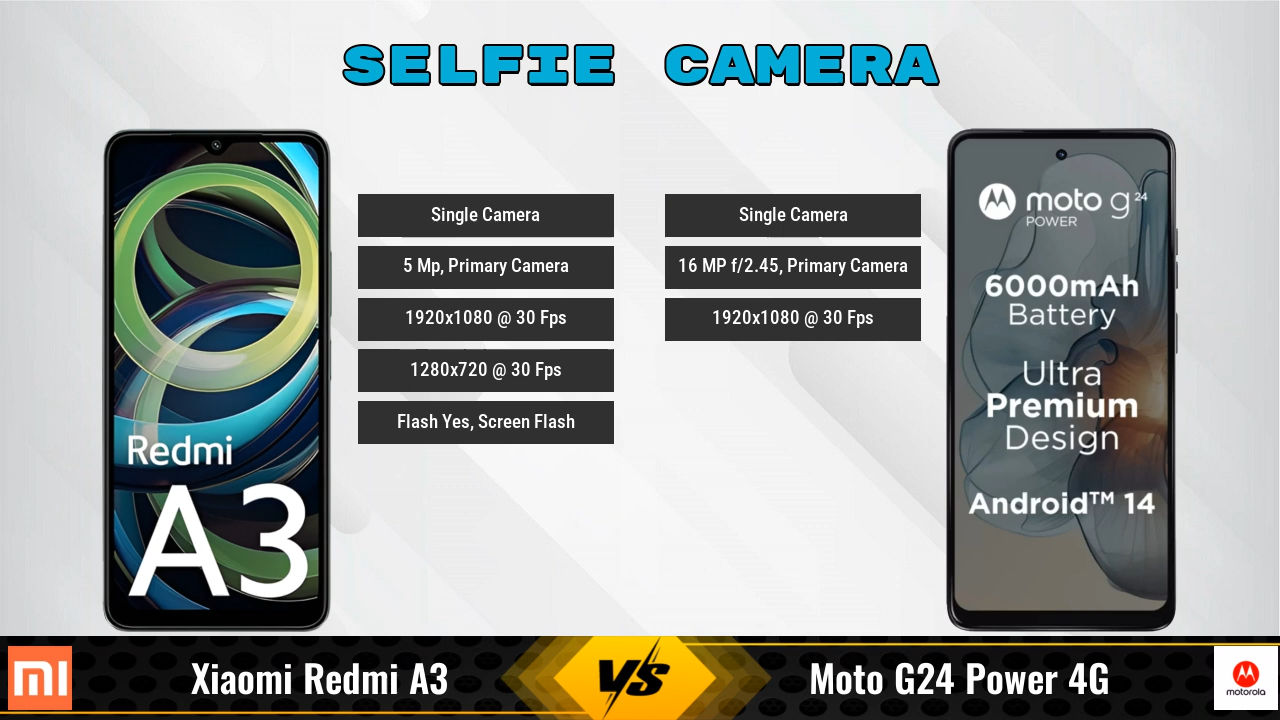 SELFIE CAMERA
Redmi
A3
Single Camera
5 Mp, Primary Camera
1920x1080 @ 30 Fps
1280x720 @ 30 Fps
Flash Yes, Screen Flash
Single Camera
16 MP f/2.45, Primary Camera
1920x1080 @ 30 Fps
moto g 24
POWER
6000mAh
Battery
Ultra
Premium
Design
Android™ 14
mi
Xiaomi Redmi A3
VS
Moto G24 Power 4G
motorola